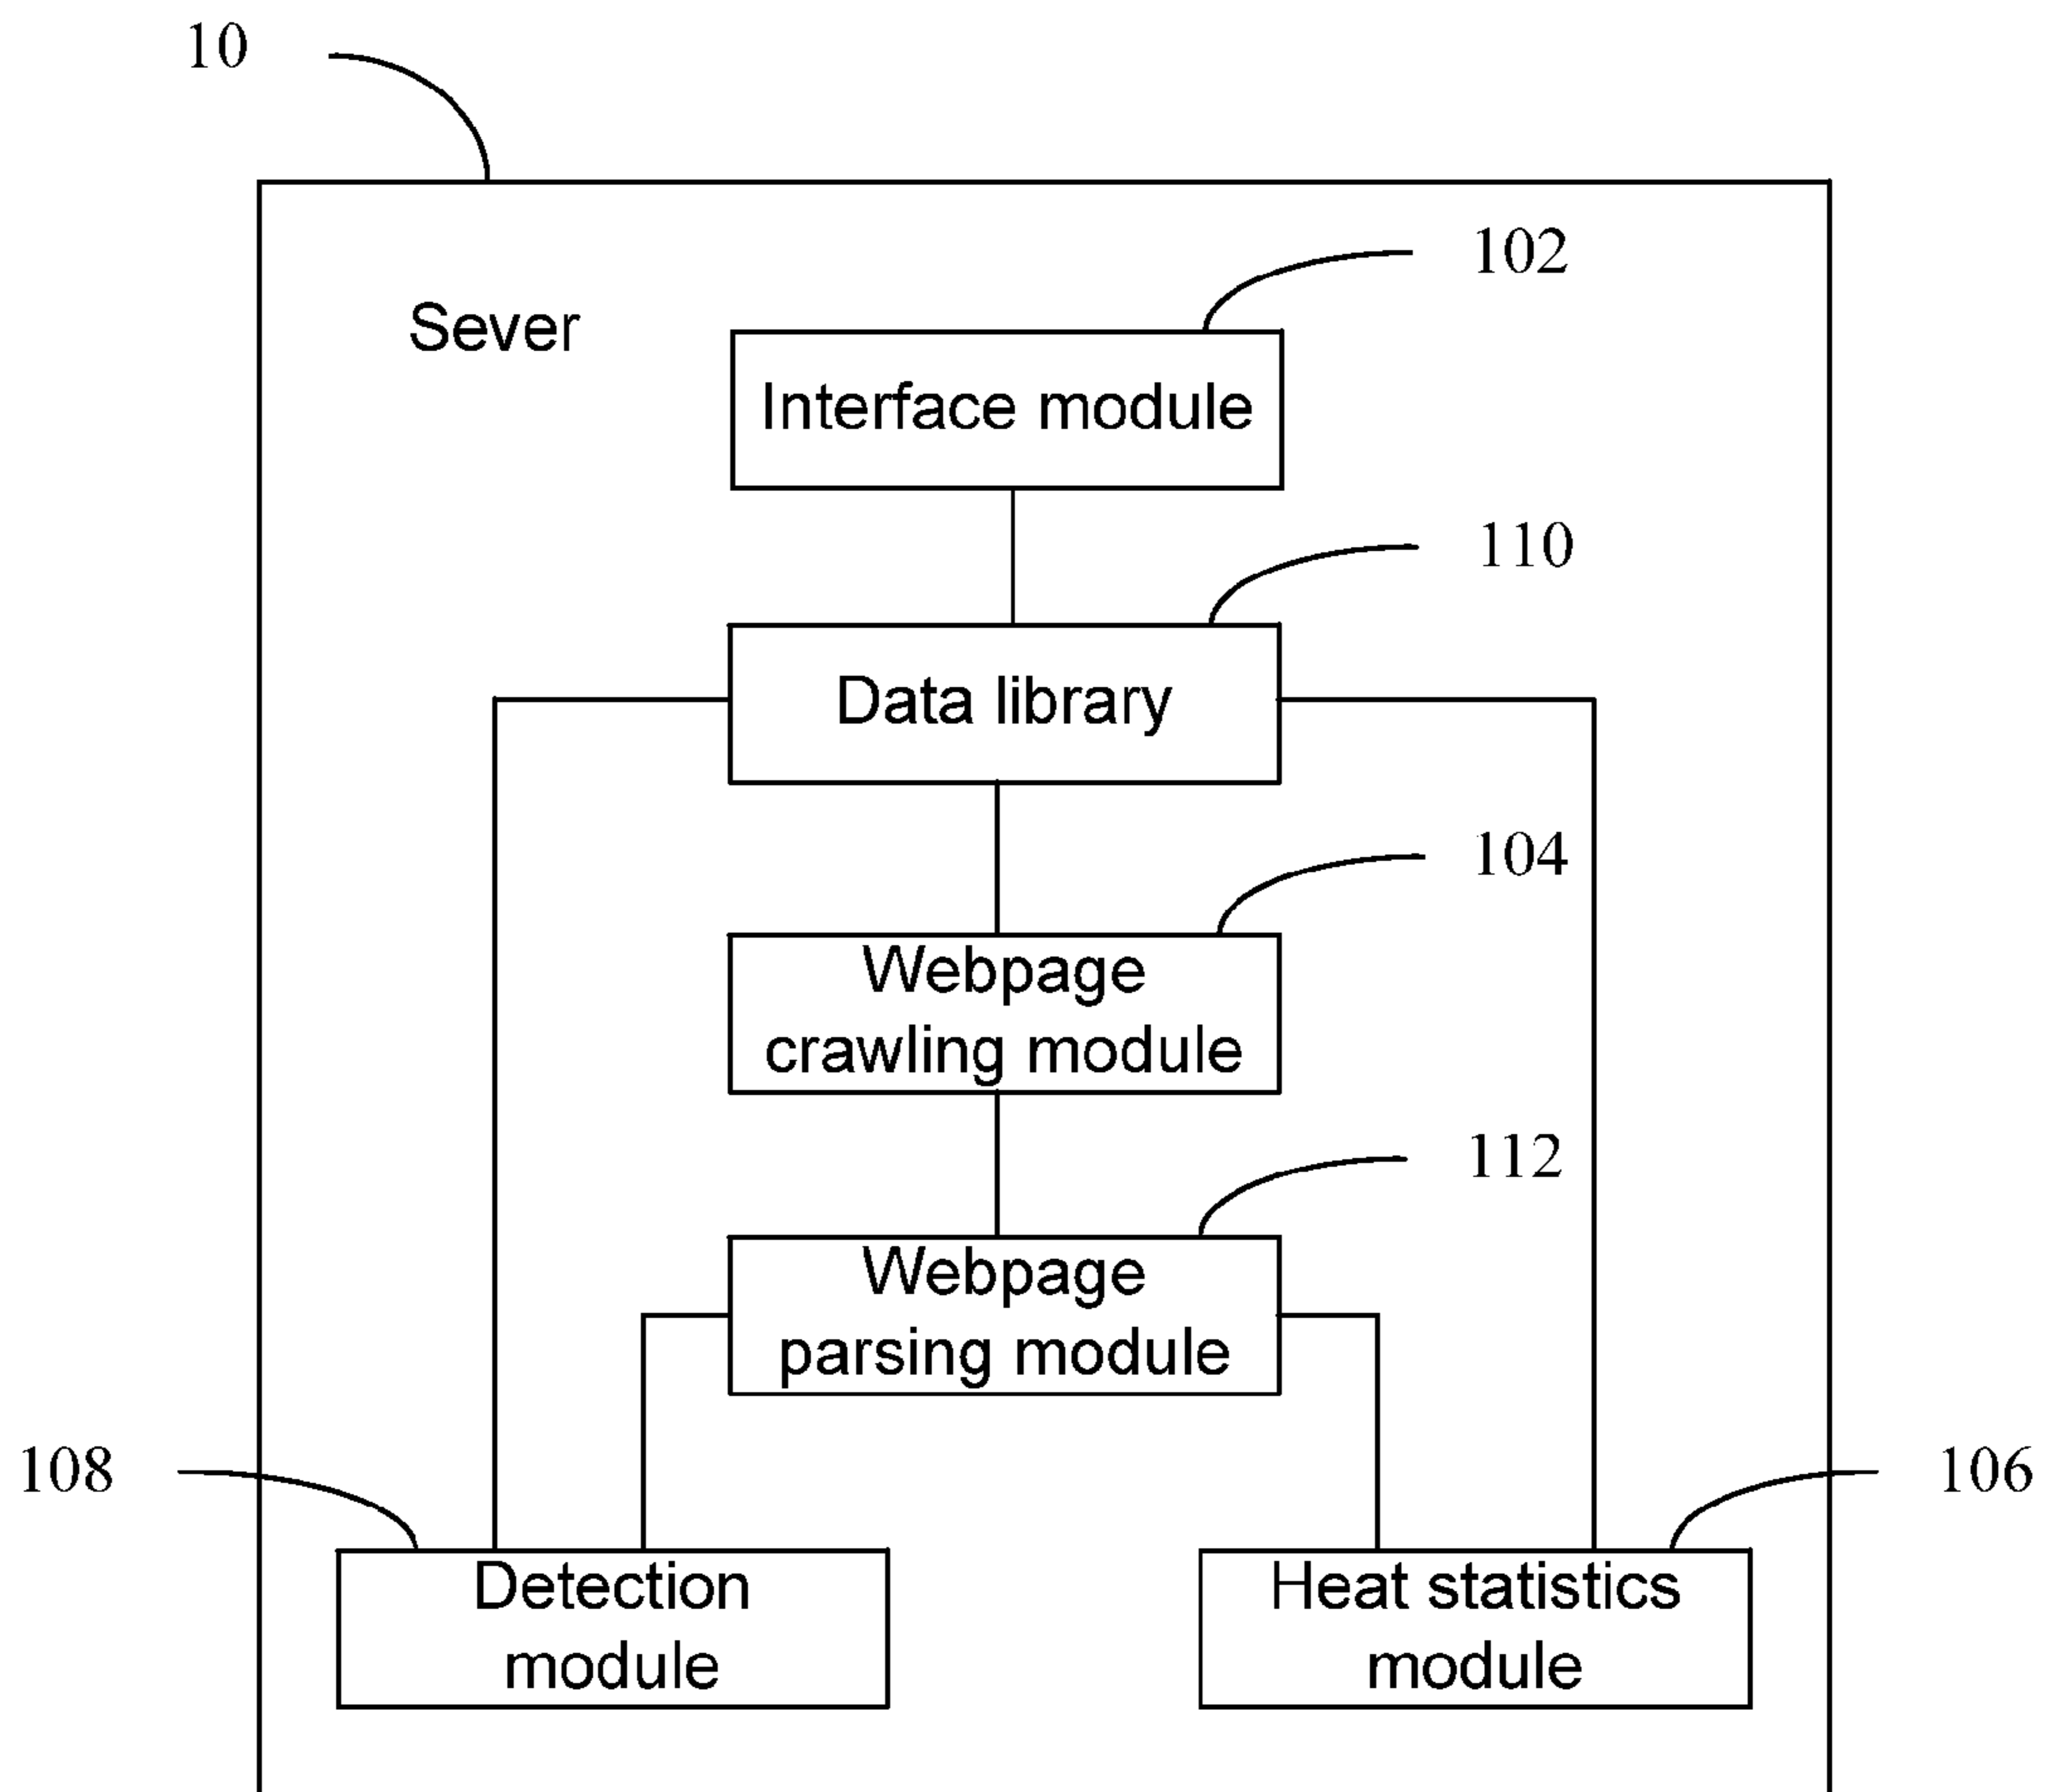 10
102
Sever
Interface module
110
Data library
104
Webpage
crawling module
112
Webpage
parsing module
108
106
Detection
module
Heat statistics
module